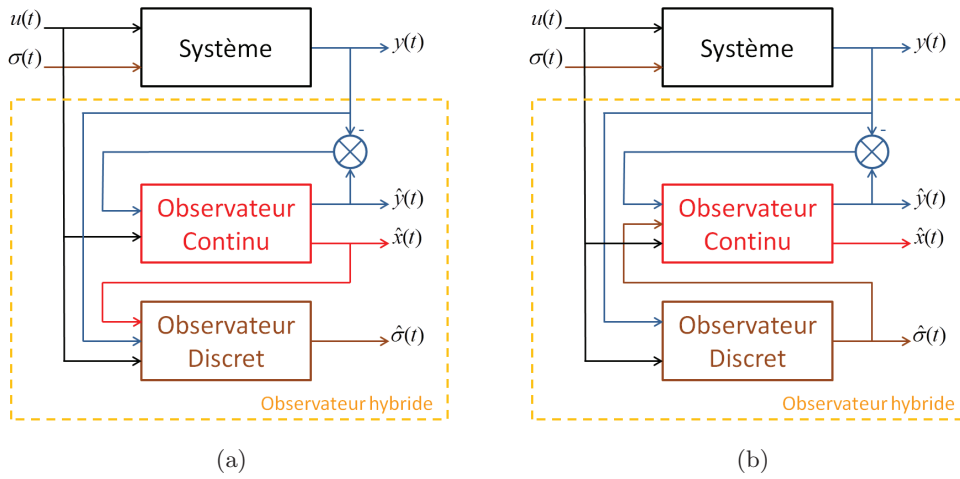 u(t)
σ(t)
Système
y(t)
-
Observateur
Continu
ŷ(t)
x̂(t)
Observateur
Discret
σ̂(t)
Observateur hybride
(a)
u(t)
σ(t)
Système
y(t)
-
Observateur
Continu
ŷ(t)
x̂(t)
Observateur
Discret
σ̂(t)
Observateur hybride
(b)